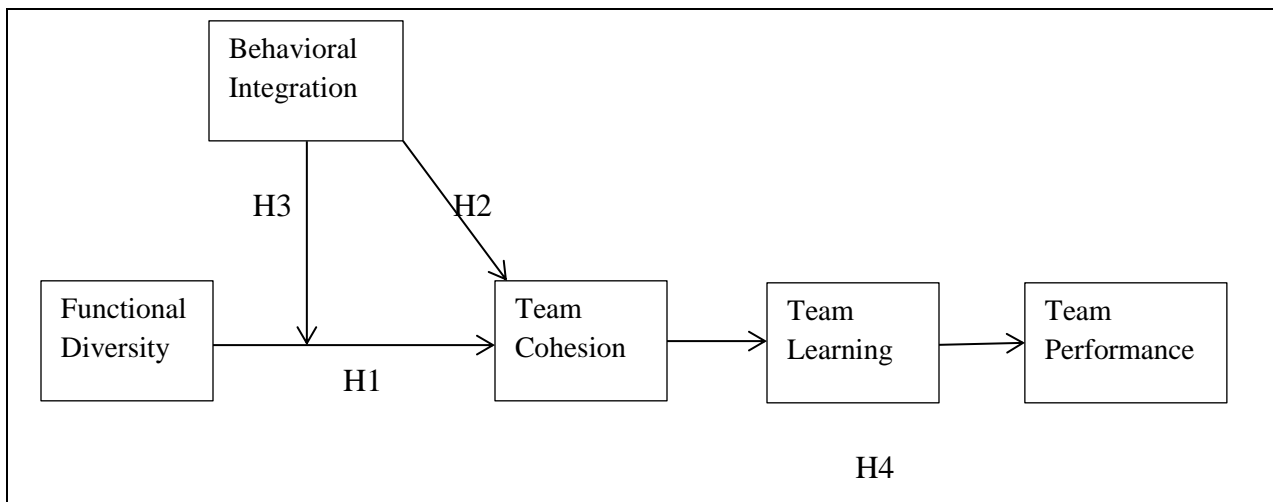 Behavioral
Integration
H3
H2
Functional
Diversity
Team
Cohesion
Team
Learning
Team
Performance
H1
H4